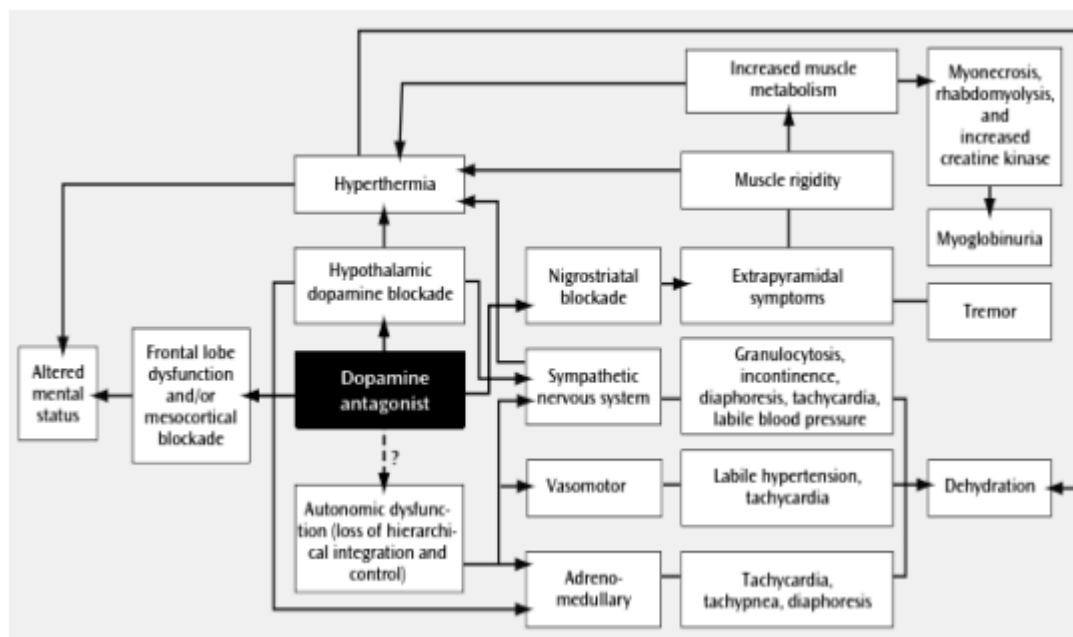 Increased muscle
metabolism
Myonecrosis,
rhabdomyolysis,
and
increased
creatine kinase
Hyperthermia
Muscle rigidity
Myoglobinuria
Hypothalamic
dopamine blockade
Nigrostriatal
blockade
Extrapyramidal
symptoms
Tremor
Altered
mental
status
Frontal lobe
dysfunction
and/or
mesocortical
blockade
Dopamine
antagonist
Sympathetic
nervous system
Granulocytosis,
incontinence,
diaphoresis, tachycardia,
labile blood pressure
?
Vasomotor
Labile hypertension,
tachycardia
Dehydration
Autonomic dysfunc-
tion (loss of hierarchi-
cal integration and
control)
Adreno-
medullary
Tachycardia,
tachypnea, diaphoresis